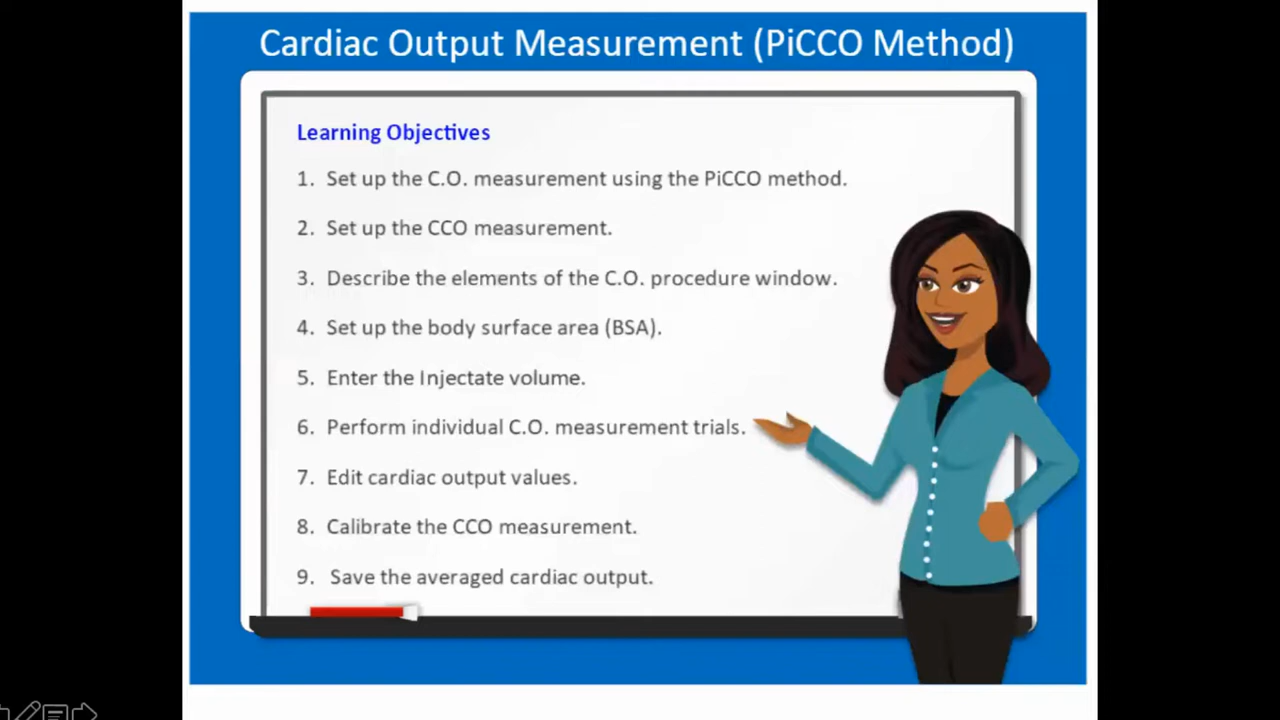 Cardiac Output Measurement (PiCCO Method)
Learning Objectives
1. Set up the C.O. measurement using the PiCCO method.
2. Set up the CCO measurement.
3. Describe the elements of the C.O. procedure window.
4. Set up the body surface area (BSA).
5. Enter the Injectate volume.
6. Perform individual C.O. measurement trials.
7. Edit cardiac output values.
8. Calibrate the CCO measurement.
9. Save the averaged cardiac output.